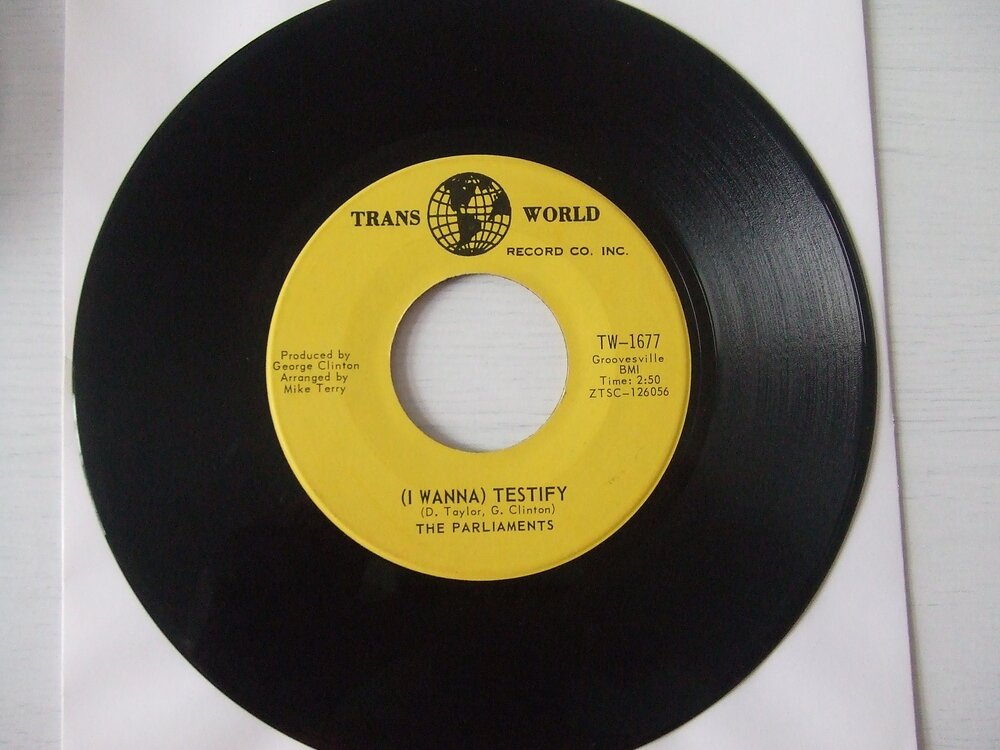 TRANS WORLD
RECORD CO. INC.
Produced by
George Clinton
Arranged by
Mike Terry
TW-1677
Groovesville
BMI
Time: 2:50
ZTSC-126056
(I WANNA) TESTIFY
(D. Taylor, G. Clinton)
THE PARLIAMENTS